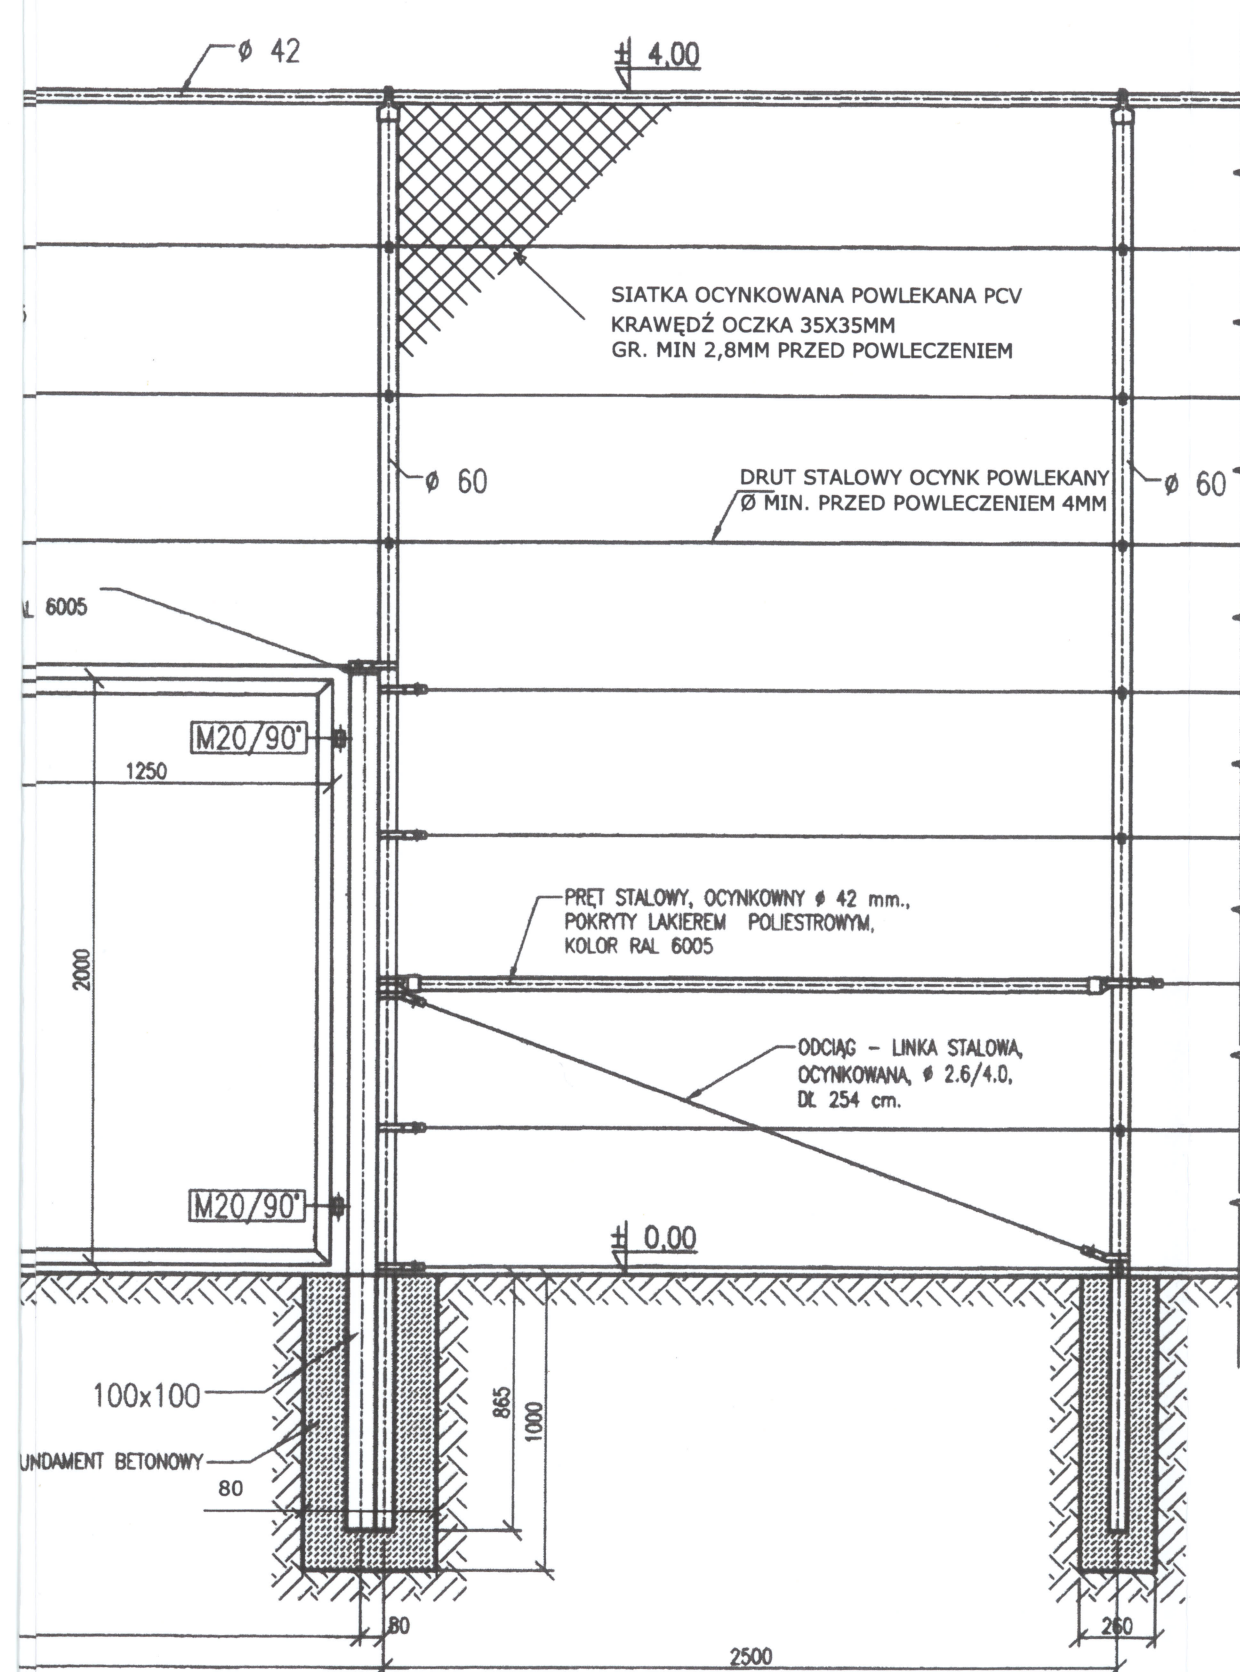 ø 42
± 4,00
SIATKA OCYNKOWANA POWLEKANA PCV
KRAWĘDŹ OCZKA 35X35MM
GR. MIN 2,8MM PRZED POWLECZENIEM
ø 60
DRUT STALOWY OCYNK POWLEKANY
Ø MIN. PRZED POWLECZENIEM 4MM
ø 60
6005
M20/90°
1250
2000
PRĘT STALOWY, OCYNKOWNY ø 42 mm.,
POKRYTY LAKIEREM POLIESTROWYM,
KOLOR RAL 6005
ODCIĄG - LINKA STALOWA,
OCYNKOWANA, ø 2.6/4.0,
DŁ. 254 cm.
M20/90°
± 0,00
100x100
865
1000
UNDAMENT BETONOWY
80
80
260
2500